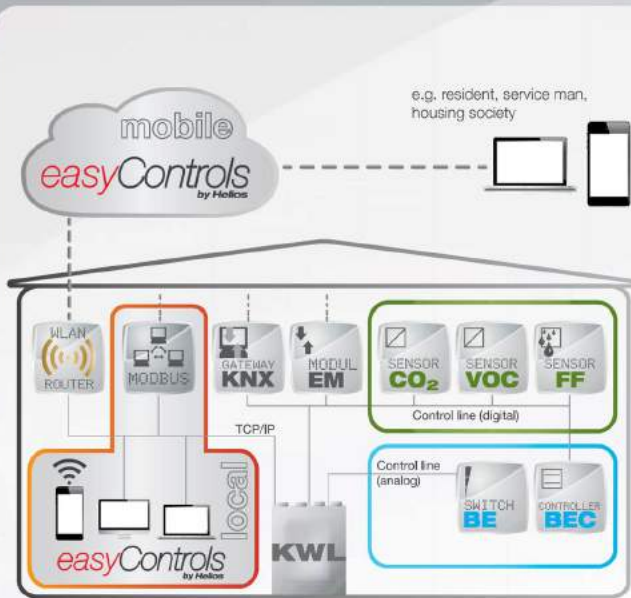 e.g. resident, service man,
housing society
mobile
easyControls
by Helios
WLAN
ROUTER
MODBUS
GATEWAY
KNX
MODUL
EM
SENSOR
CO₂
SENSOR
VOC
SENSOR
FF
Control line (digital)
TCP/IP
Control line
(analog)
SWITCH
BE
CONTROLLER
BEC
local
easyControls
by Helios
KWL